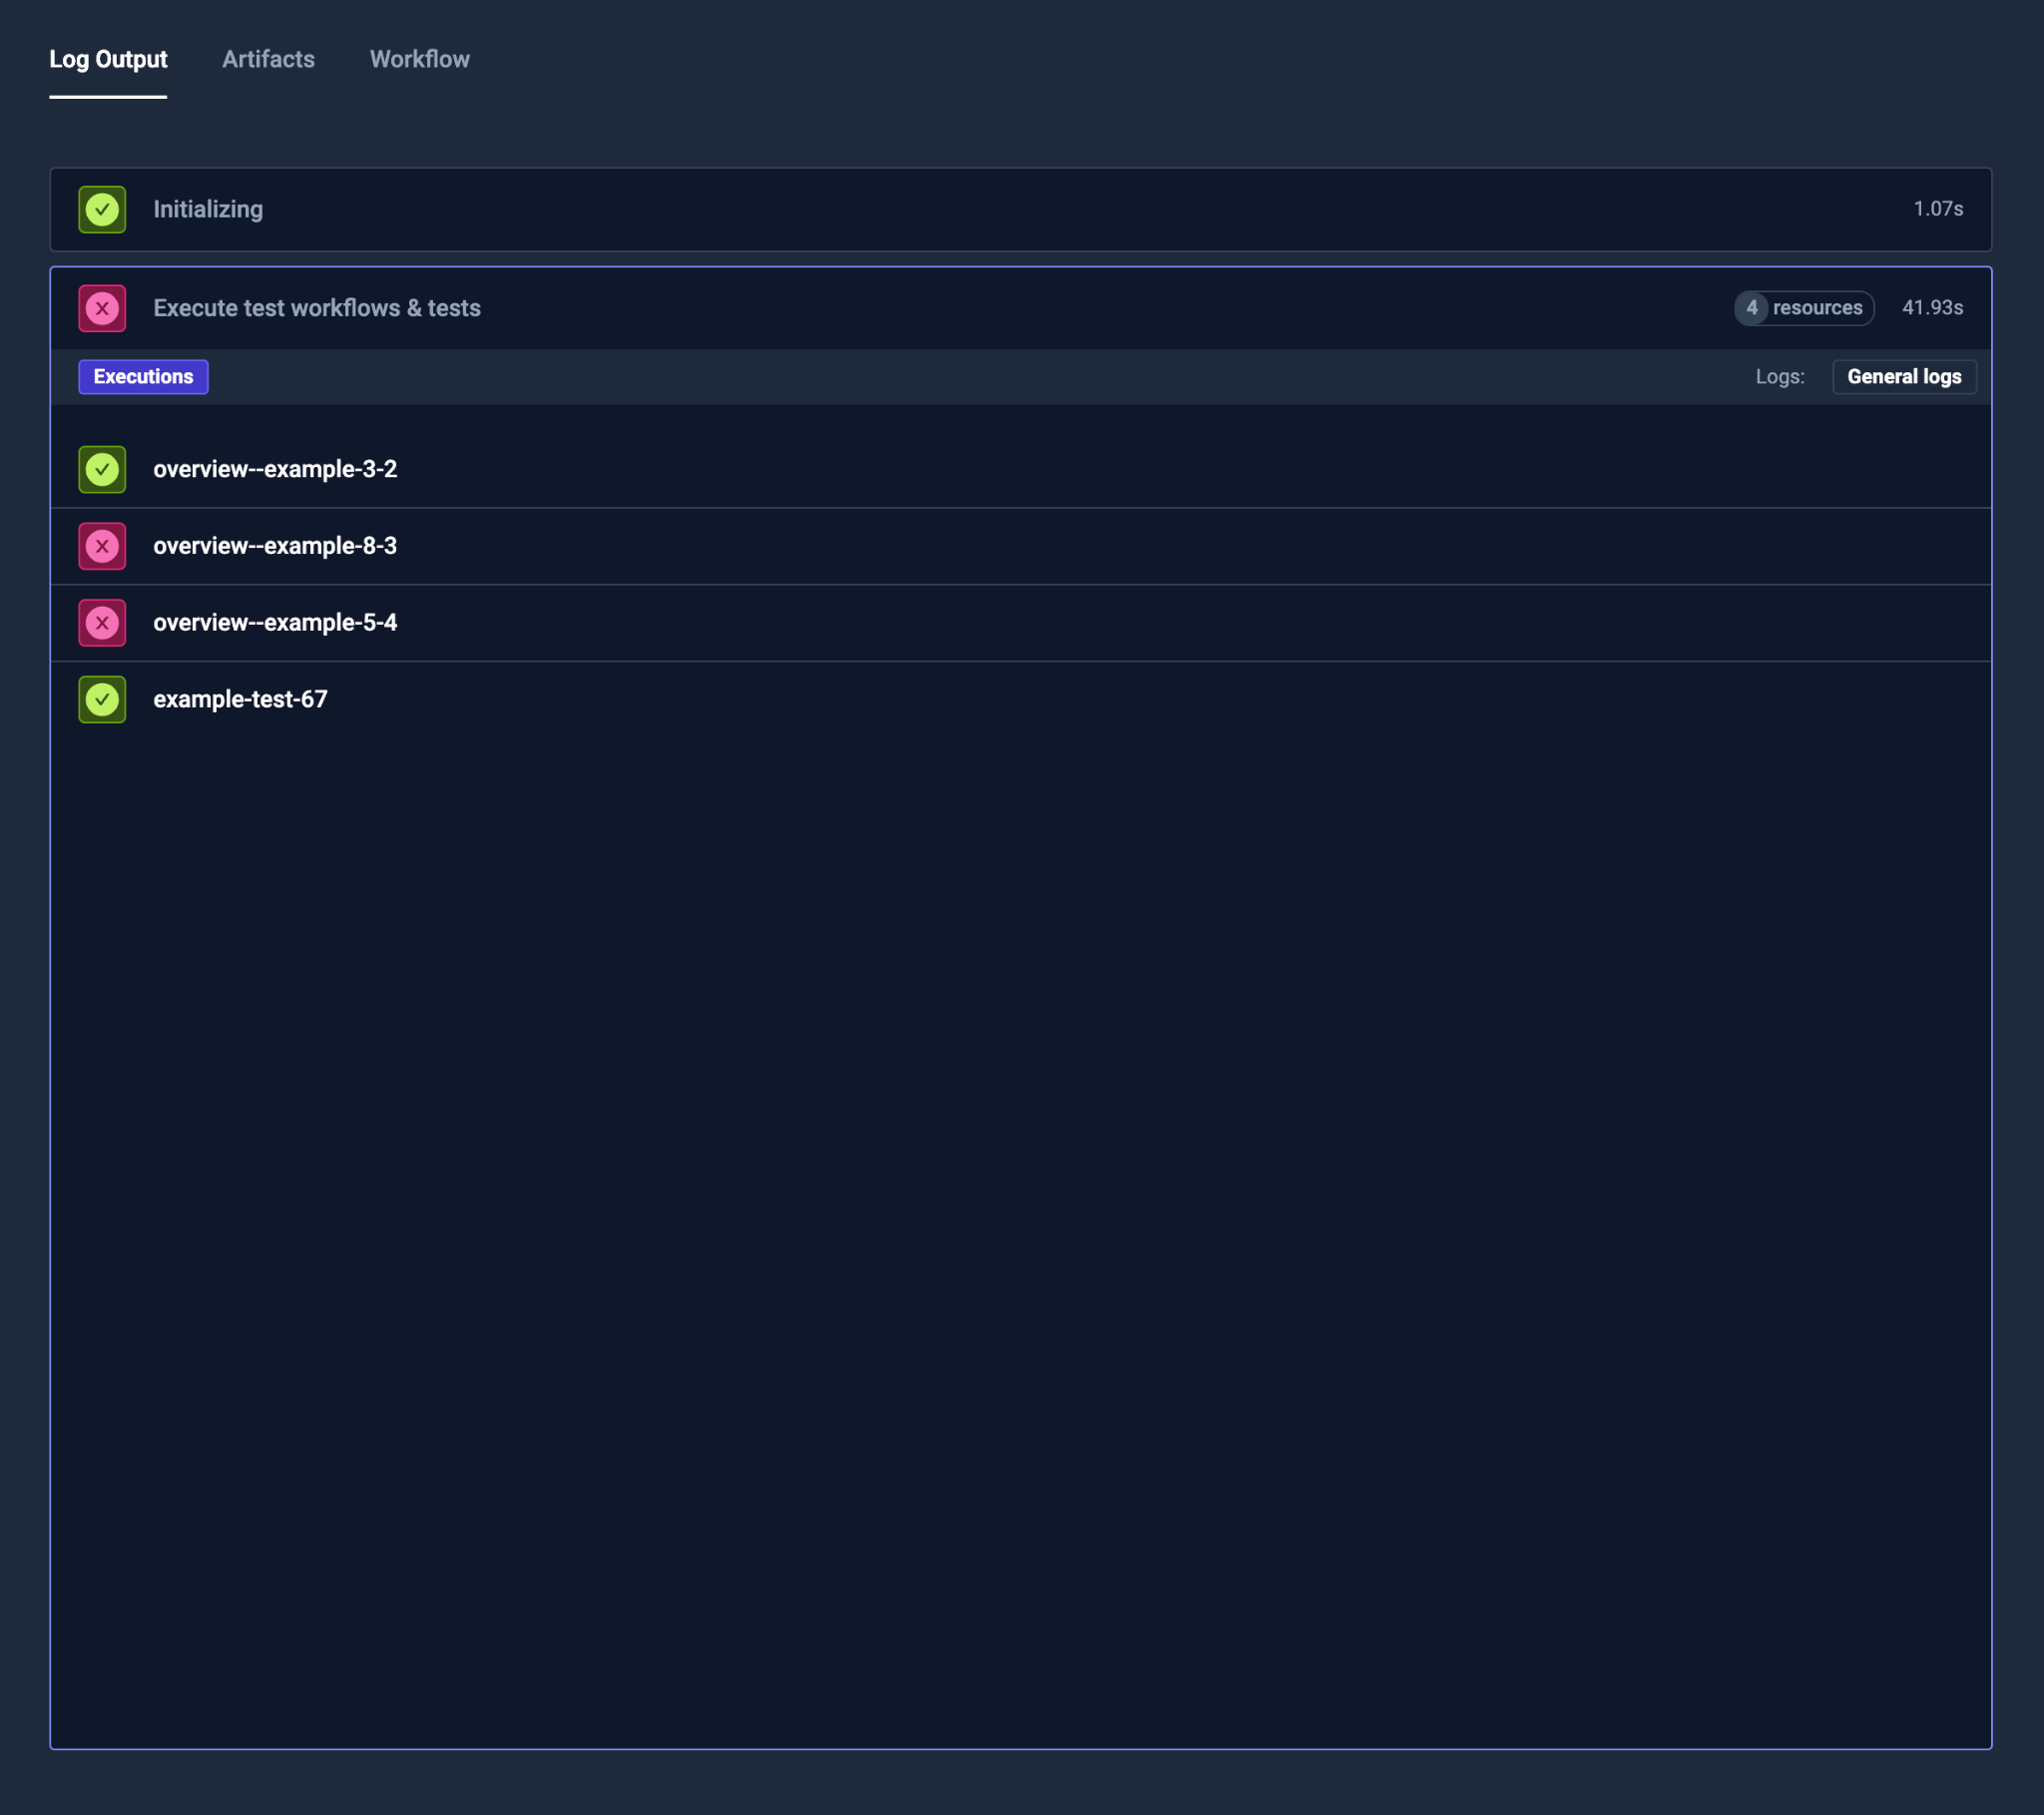 Log Output Artifacts Workflow
Initializing 1.07s
Execute test workflows & tests 4 resources 41.93s
Executions Logs: General logs
overview--example-3-2
overview--example-8-3
overview--example-5-4
example-test-67